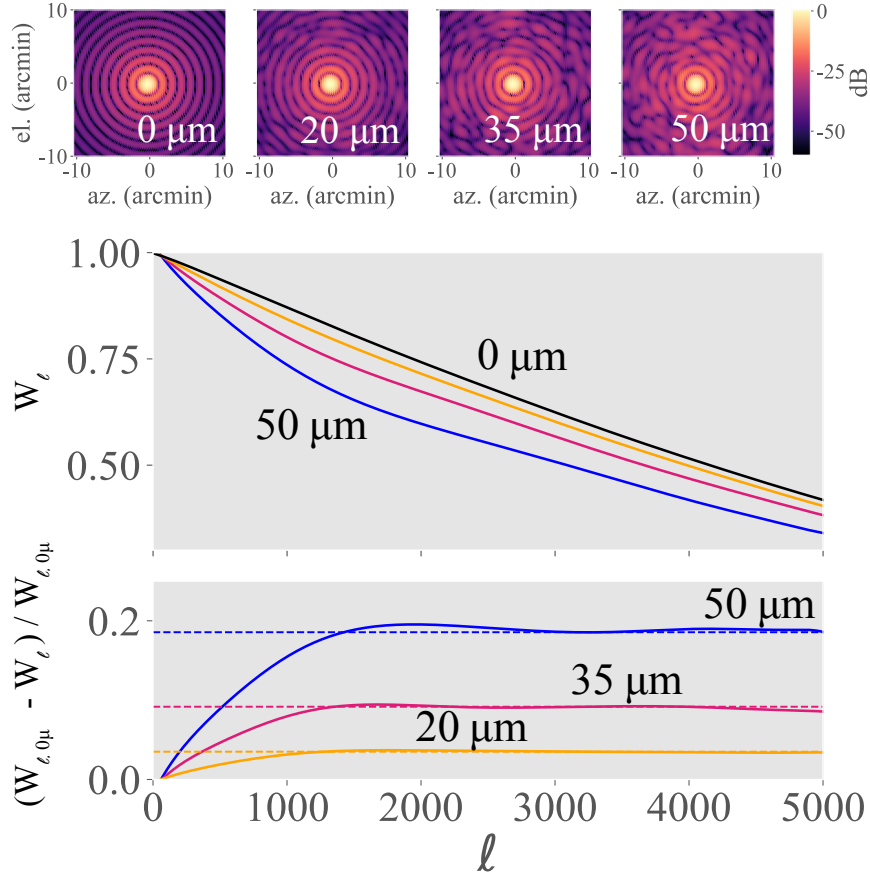 10
0
-10
el. (arcmin)
0 μm
20 μm
35 μm
50 μm
-10 0 10
-10 0 10
-10 0 10
-10 0 10
az. (arcmin)
az. (arcmin)
az. (arcmin)
az. (arcmin)
0
-25
-50
dB
1.00
0.75
0.50
W_ℓ
0 μm
50 μm
0.2
0.0
(W_ℓ,0μ - W_ℓ) / W_ℓ,0μ
50 μm
35 μm
20 μm
0 1000 2000 3000 4000 5000
ℓ